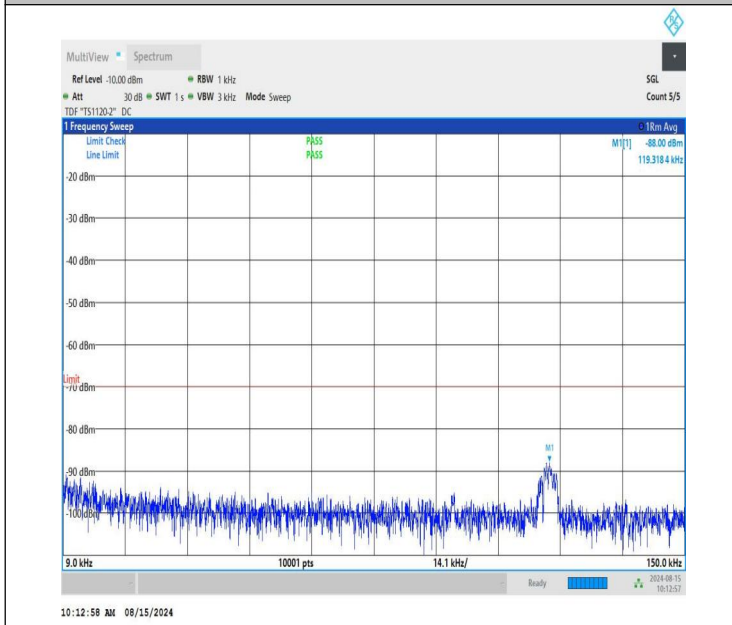 MultiView Spectrum
Ref Level -10.00 dBm RBW 1 kHz SGL
Att 30 dB SWT 1 s VBW 3 kHz Mode Sweep Count 5/5
TDF "TS1120-2" DC
1 Frequency Sweep 1Rm Avg
Limit Check PASS M1[1] -88.00 dBm
Line Limit PASS 119.318 4 kHz
-20 dBm
-30 dBm
-40 dBm
-50 dBm
-60 dBm
Limit
-70 dBm
-80 dBm
M1
-90 dBm
-100 dBm
9.0 kHz 10001 pts 14.1 kHz/ 150.0 kHz
Ready 2024-08-15
10:12:57
10:12:58 AM 08/15/2024